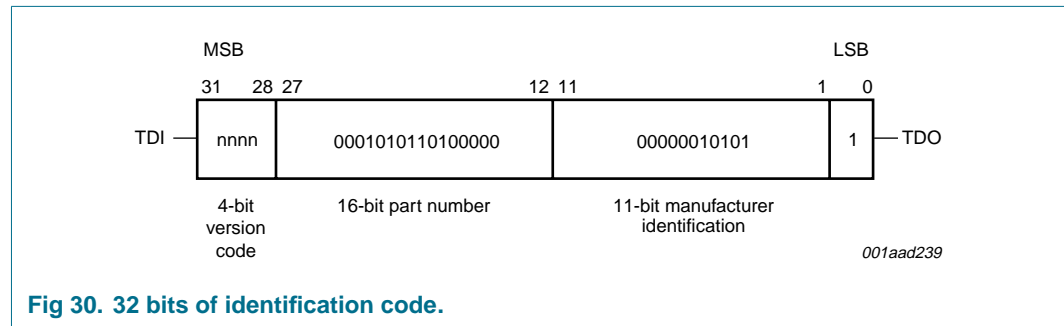 MSB LSB
31 28 27 12 11 1 0
TDI nnnn 0001010110100000 00000010101 1 TDO
4-bit 16-bit part number 11-bit manufacturer
version identification
code
001aad239
Fig 30. 32 bits of identification code.